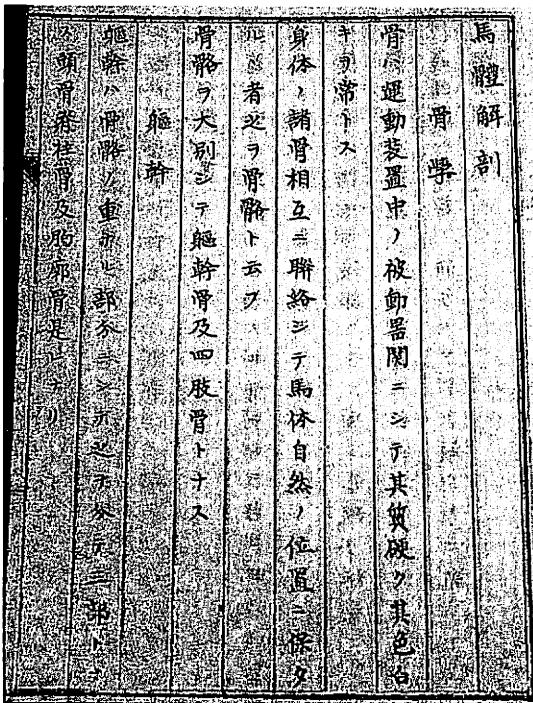 馬體解剖
骨學
骨ハ運動装置中ノ被動器関ニシテ其質硬ク其色白
キヲ常トス
身体ノ諸骨相互ニ聯絡シテ馬体自然ノ位置ニ保タ
ル者之ヲ骨骼ト云フ
骨骼ヲ大別シテ軀幹骨及四肢骨トナス
軀幹
軀幹ハ骨骼ノ重ナル部分ニシテ之ヲ分テ三部トナ
ス頭骨脊柱骨及胸廓骨是レナリ